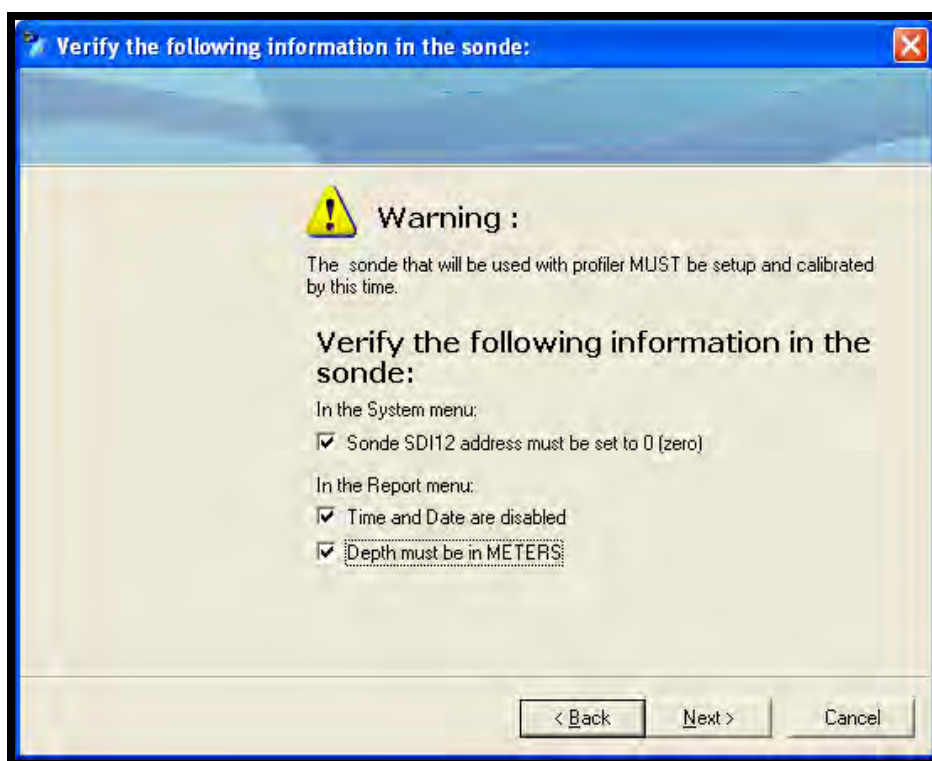 Verify the following information in the sonde:
Warning :
The sonde that will be used with profiler MUST be setup and calibrated
by this time.
Verify the following information in the
sonde:
In the System menu:
Sonde SDI12 address must be set to 0 (zero)
In the Report menu:
Time and Date are disabled
Depth must be in METERS
< Back Next > Cancel